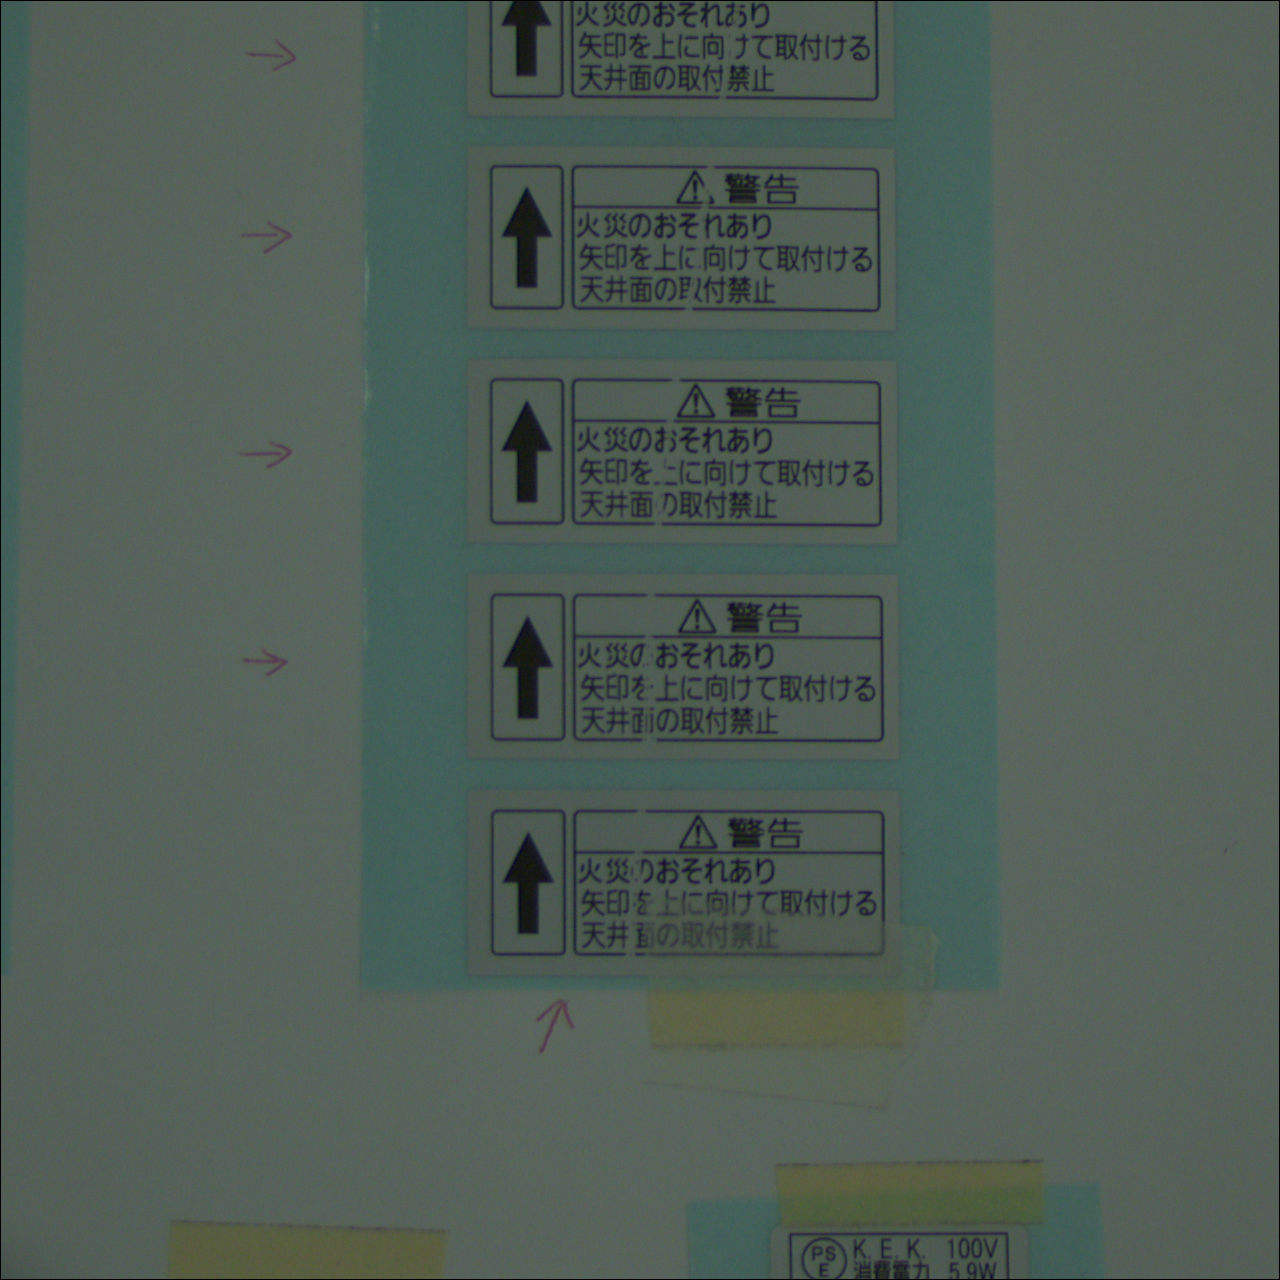 火災のおそれあり
矢印を上に向けて取付ける
天井面の取付禁止
警告
火災のおそれあり
矢印を上に向けて取付ける
天井面の取付禁止
警告
火災のおそれあり
矢印を上に向けて取付ける
天井面の取付禁止
警告
火災のおそれあり
矢印を上に向けて取付ける
天井面の取付禁止
警告
火災のおそれあり
矢印を上に向けて取付ける
天井面の取付禁止
PS
E
K. E. K. 100V
消費電力 5.9W